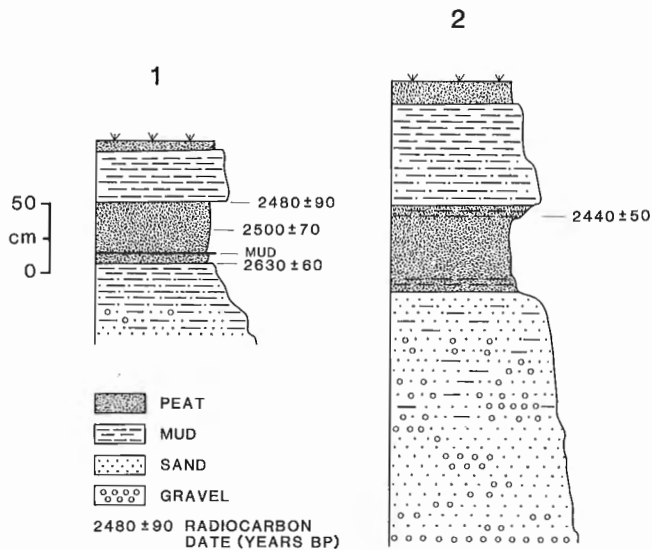 1
2
50
cm
0
2480 ± 90
2500 ± 70
MUD
2630 ± 60
2440 ± 50
PEAT
MUD
SAND
GRAVEL
2480 ± 90 RADIOCARBON
DATE (YEARS BP)